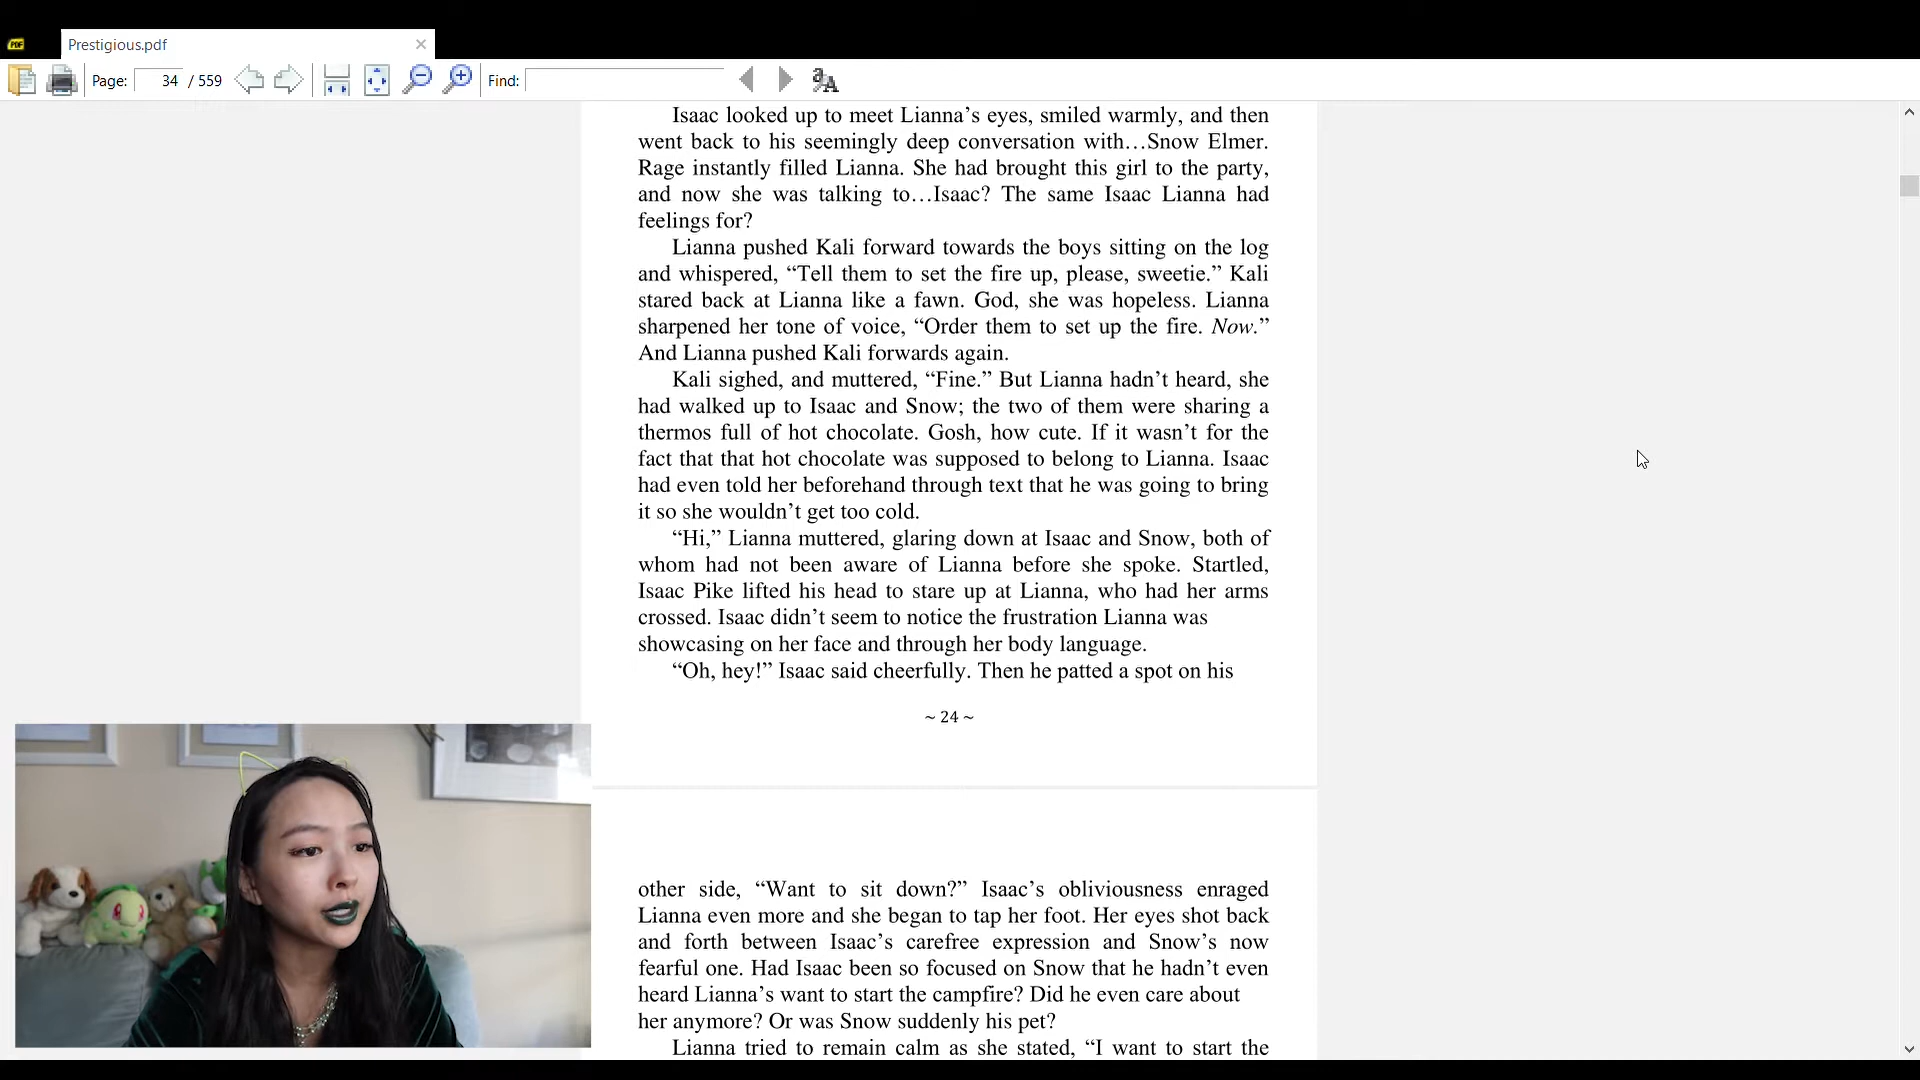 PDF
Prestigious.pdf
Page: 34 / 559 Find:
Isaac looked up to meet Lianna’s eyes, smiled warmly, and then
went back to his seemingly deep conversation with…Snow Elmer.
Rage instantly filled Lianna. She had brought this girl to the party,
and now she was talking to…Isaac? The same Isaac Lianna had
feelings for?
Lianna pushed Kali forward towards the boys sitting on the log
and whispered, “Tell them to set the fire up, please, sweetie.” Kali
stared back at Lianna like a fawn. God, she was hopeless. Lianna
sharpened her tone of voice, “Order them to set up the fire. Now.”
And Lianna pushed Kali forwards again.
Kali sighed, and muttered, “Fine.” But Lianna hadn’t heard, she
had walked up to Isaac and Snow; the two of them were sharing a
thermos full of hot chocolate. Gosh, how cute. If it wasn’t for the
fact that that hot chocolate was supposed to belong to Lianna. Isaac
had even told her beforehand through text that he was going to bring
it so she wouldn’t get too cold.
“Hi,” Lianna muttered, glaring down at Isaac and Snow, both of
whom had not been aware of Lianna before she spoke. Startled,
Isaac Pike lifted his head to stare up at Lianna, who had her arms
crossed. Isaac didn’t seem to notice the frustration Lianna was
showcasing on her face and through her body language.
“Oh, hey!” Isaac said cheerfully. Then he patted a spot on his
~ 24 ~
other side, “Want to sit down?” Isaac’s obliviousness enraged
Lianna even more and she began to tap her foot. Her eyes shot back
and forth between Isaac’s carefree expression and Snow’s now
fearful one. Had Isaac been so focused on Snow that he hadn’t even
heard Lianna’s want to start the campfire? Did he even care about
her anymore? Or was Snow suddenly his pet?
Lianna tried to remain calm as she stated, “I want to start the